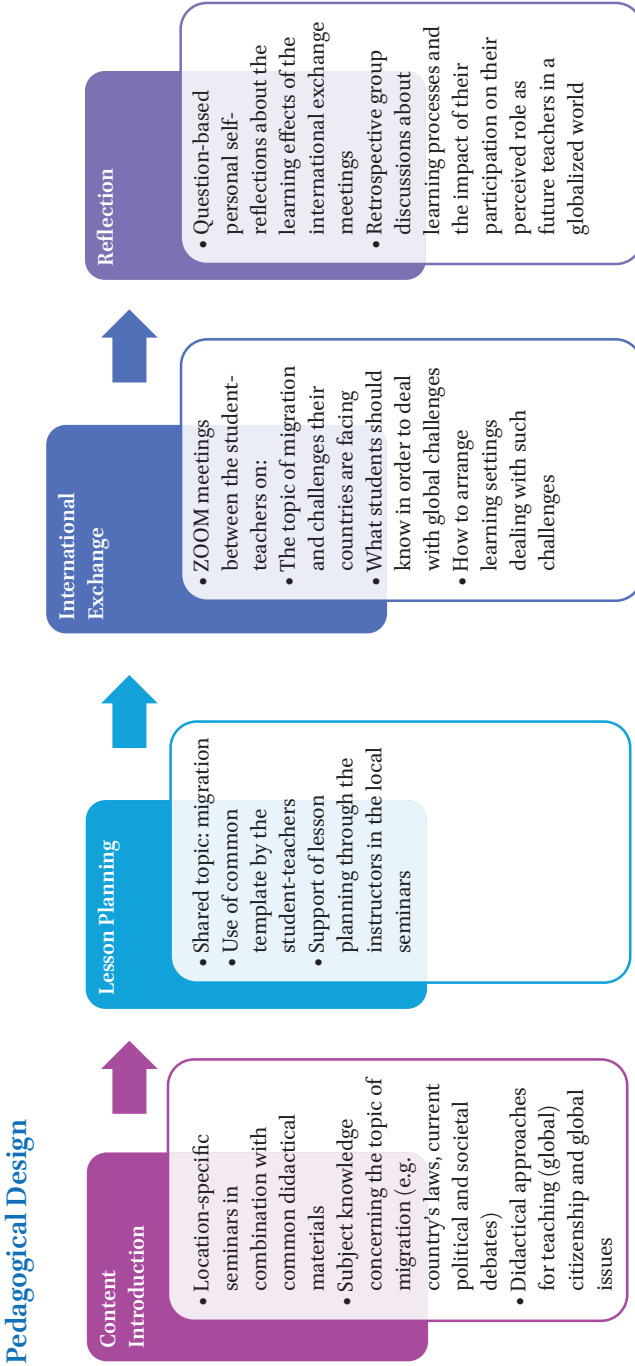 Pedagogical Design
Content
Introduction
• Location-specific
seminars in
combination with
common didactical
materials
• Subject knowledge
concerning the topic of
migration (e.g.
country's laws, current
political and societal
debates)
• Didactical approaches
for teaching (global)
citizenship and global
issues
Lesson Planning
• Shared topic: migration
• Use of common
template by the
student-teachers
• Support of lesson
planning through the
instructors in the local
seminars
International
Exchange
• ZOOM meetings
between the student-
teachers on:
• The topic of migration
and challenges their
countries are facing
• What students should
know in order to deal
with global challenges
• How to arrange
learning settings
dealing with such
challenges
Reflection
• Question-based
personal self-
reflections about the
learning effects of the
international exchange
meetings
• Retrospective group
discussions about
learning processes and
the impact of their
participation on their
perceived role as
future teachers in a
globalized world